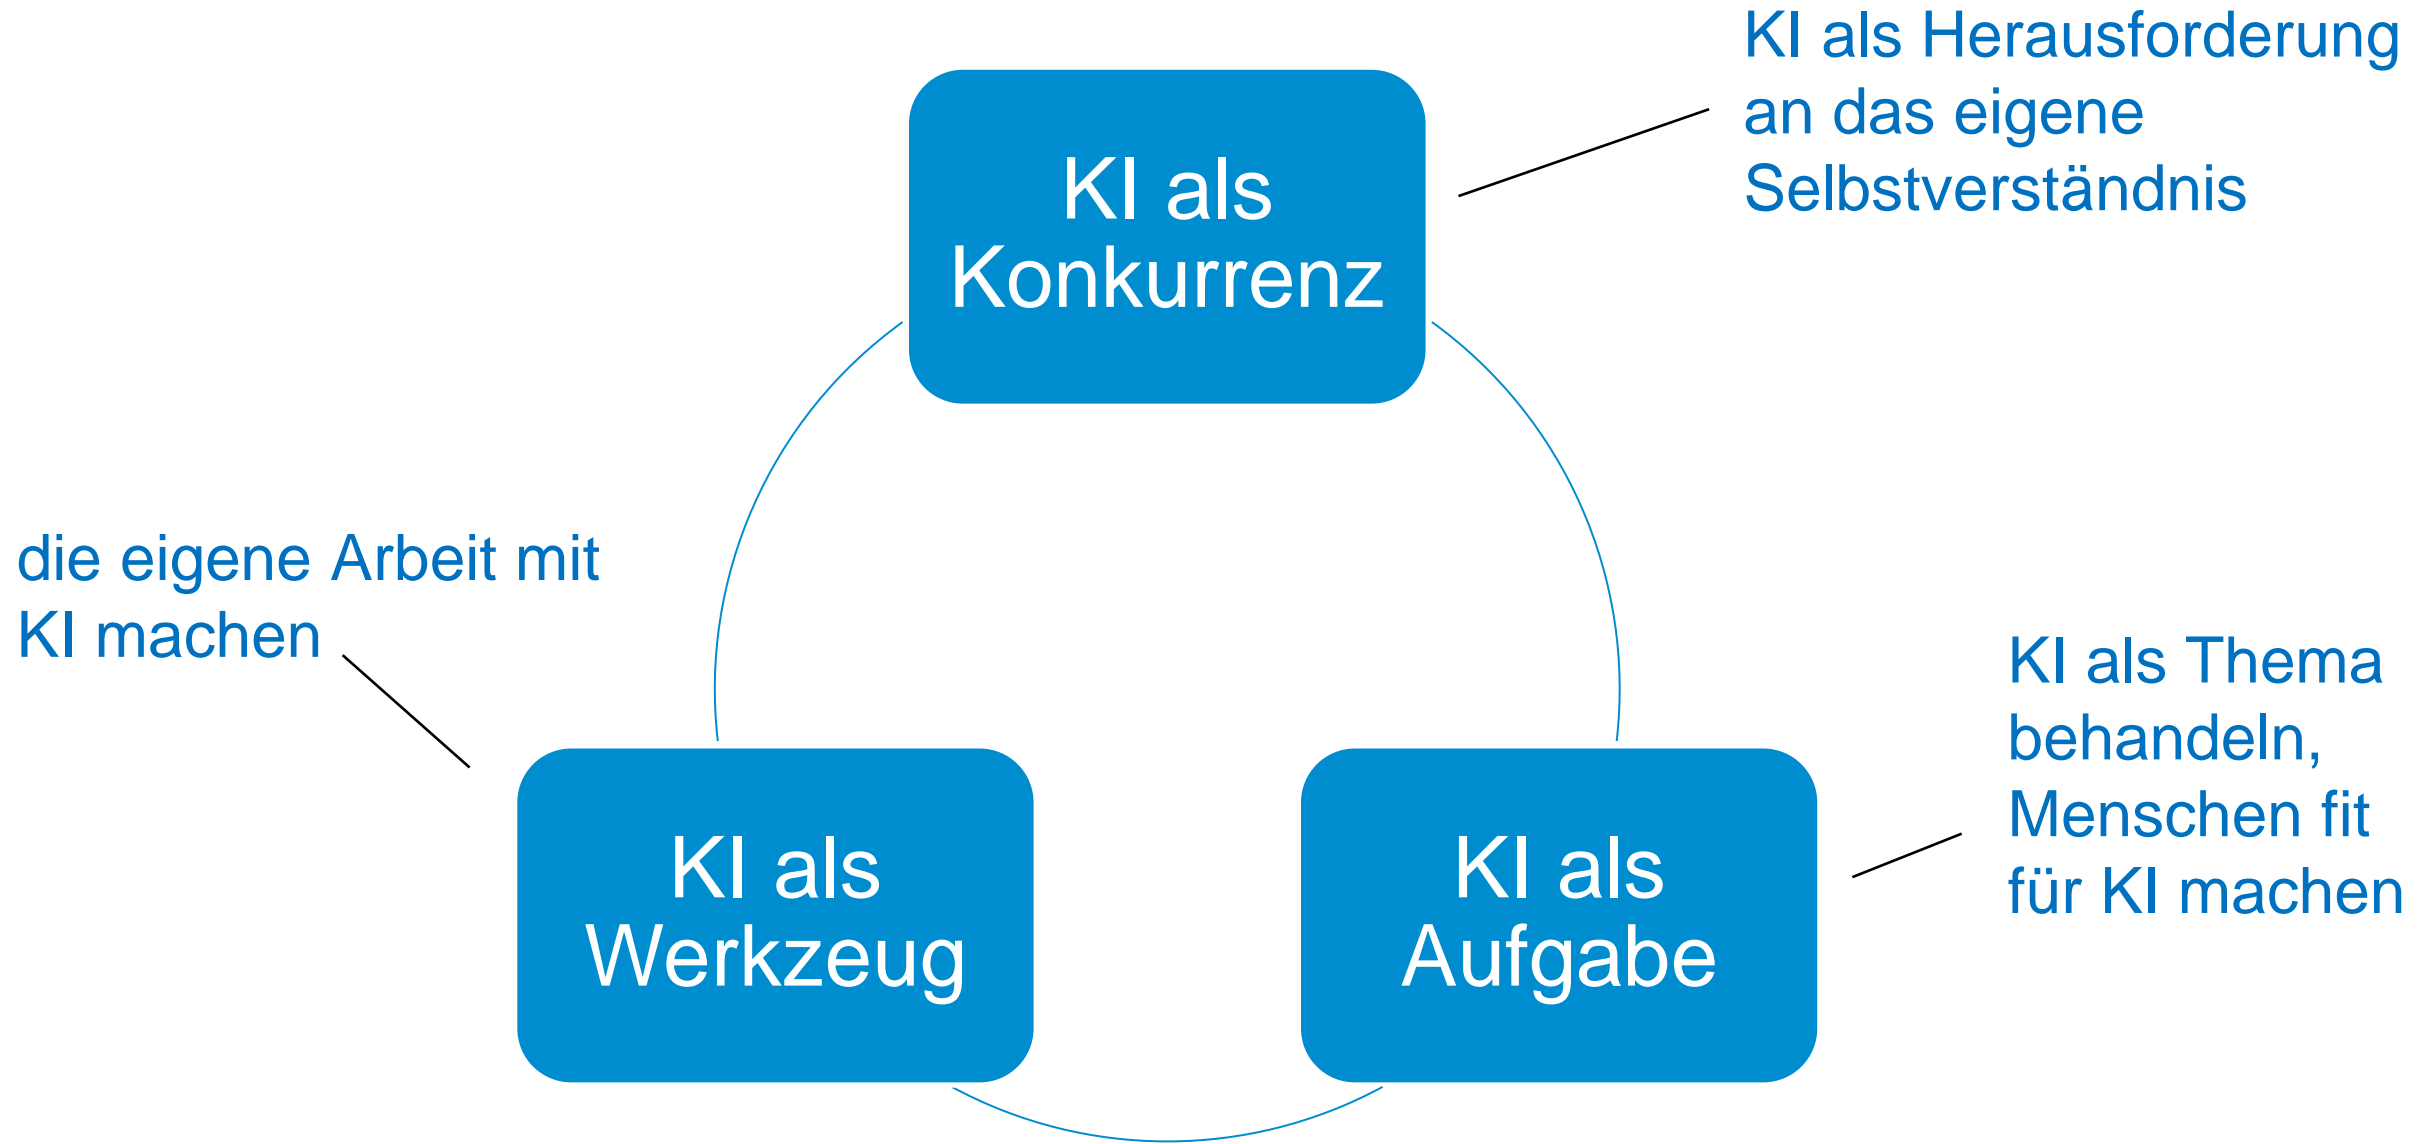 KI als Herausforderung
an das eigene
Selbstverständnis
KI als
Konkurrenz
die eigene Arbeit mit
KI machen
KI als Thema
behandeln,
Menschen fit
für KI machen
KI als
Werkzeug
KI als
Aufgabe